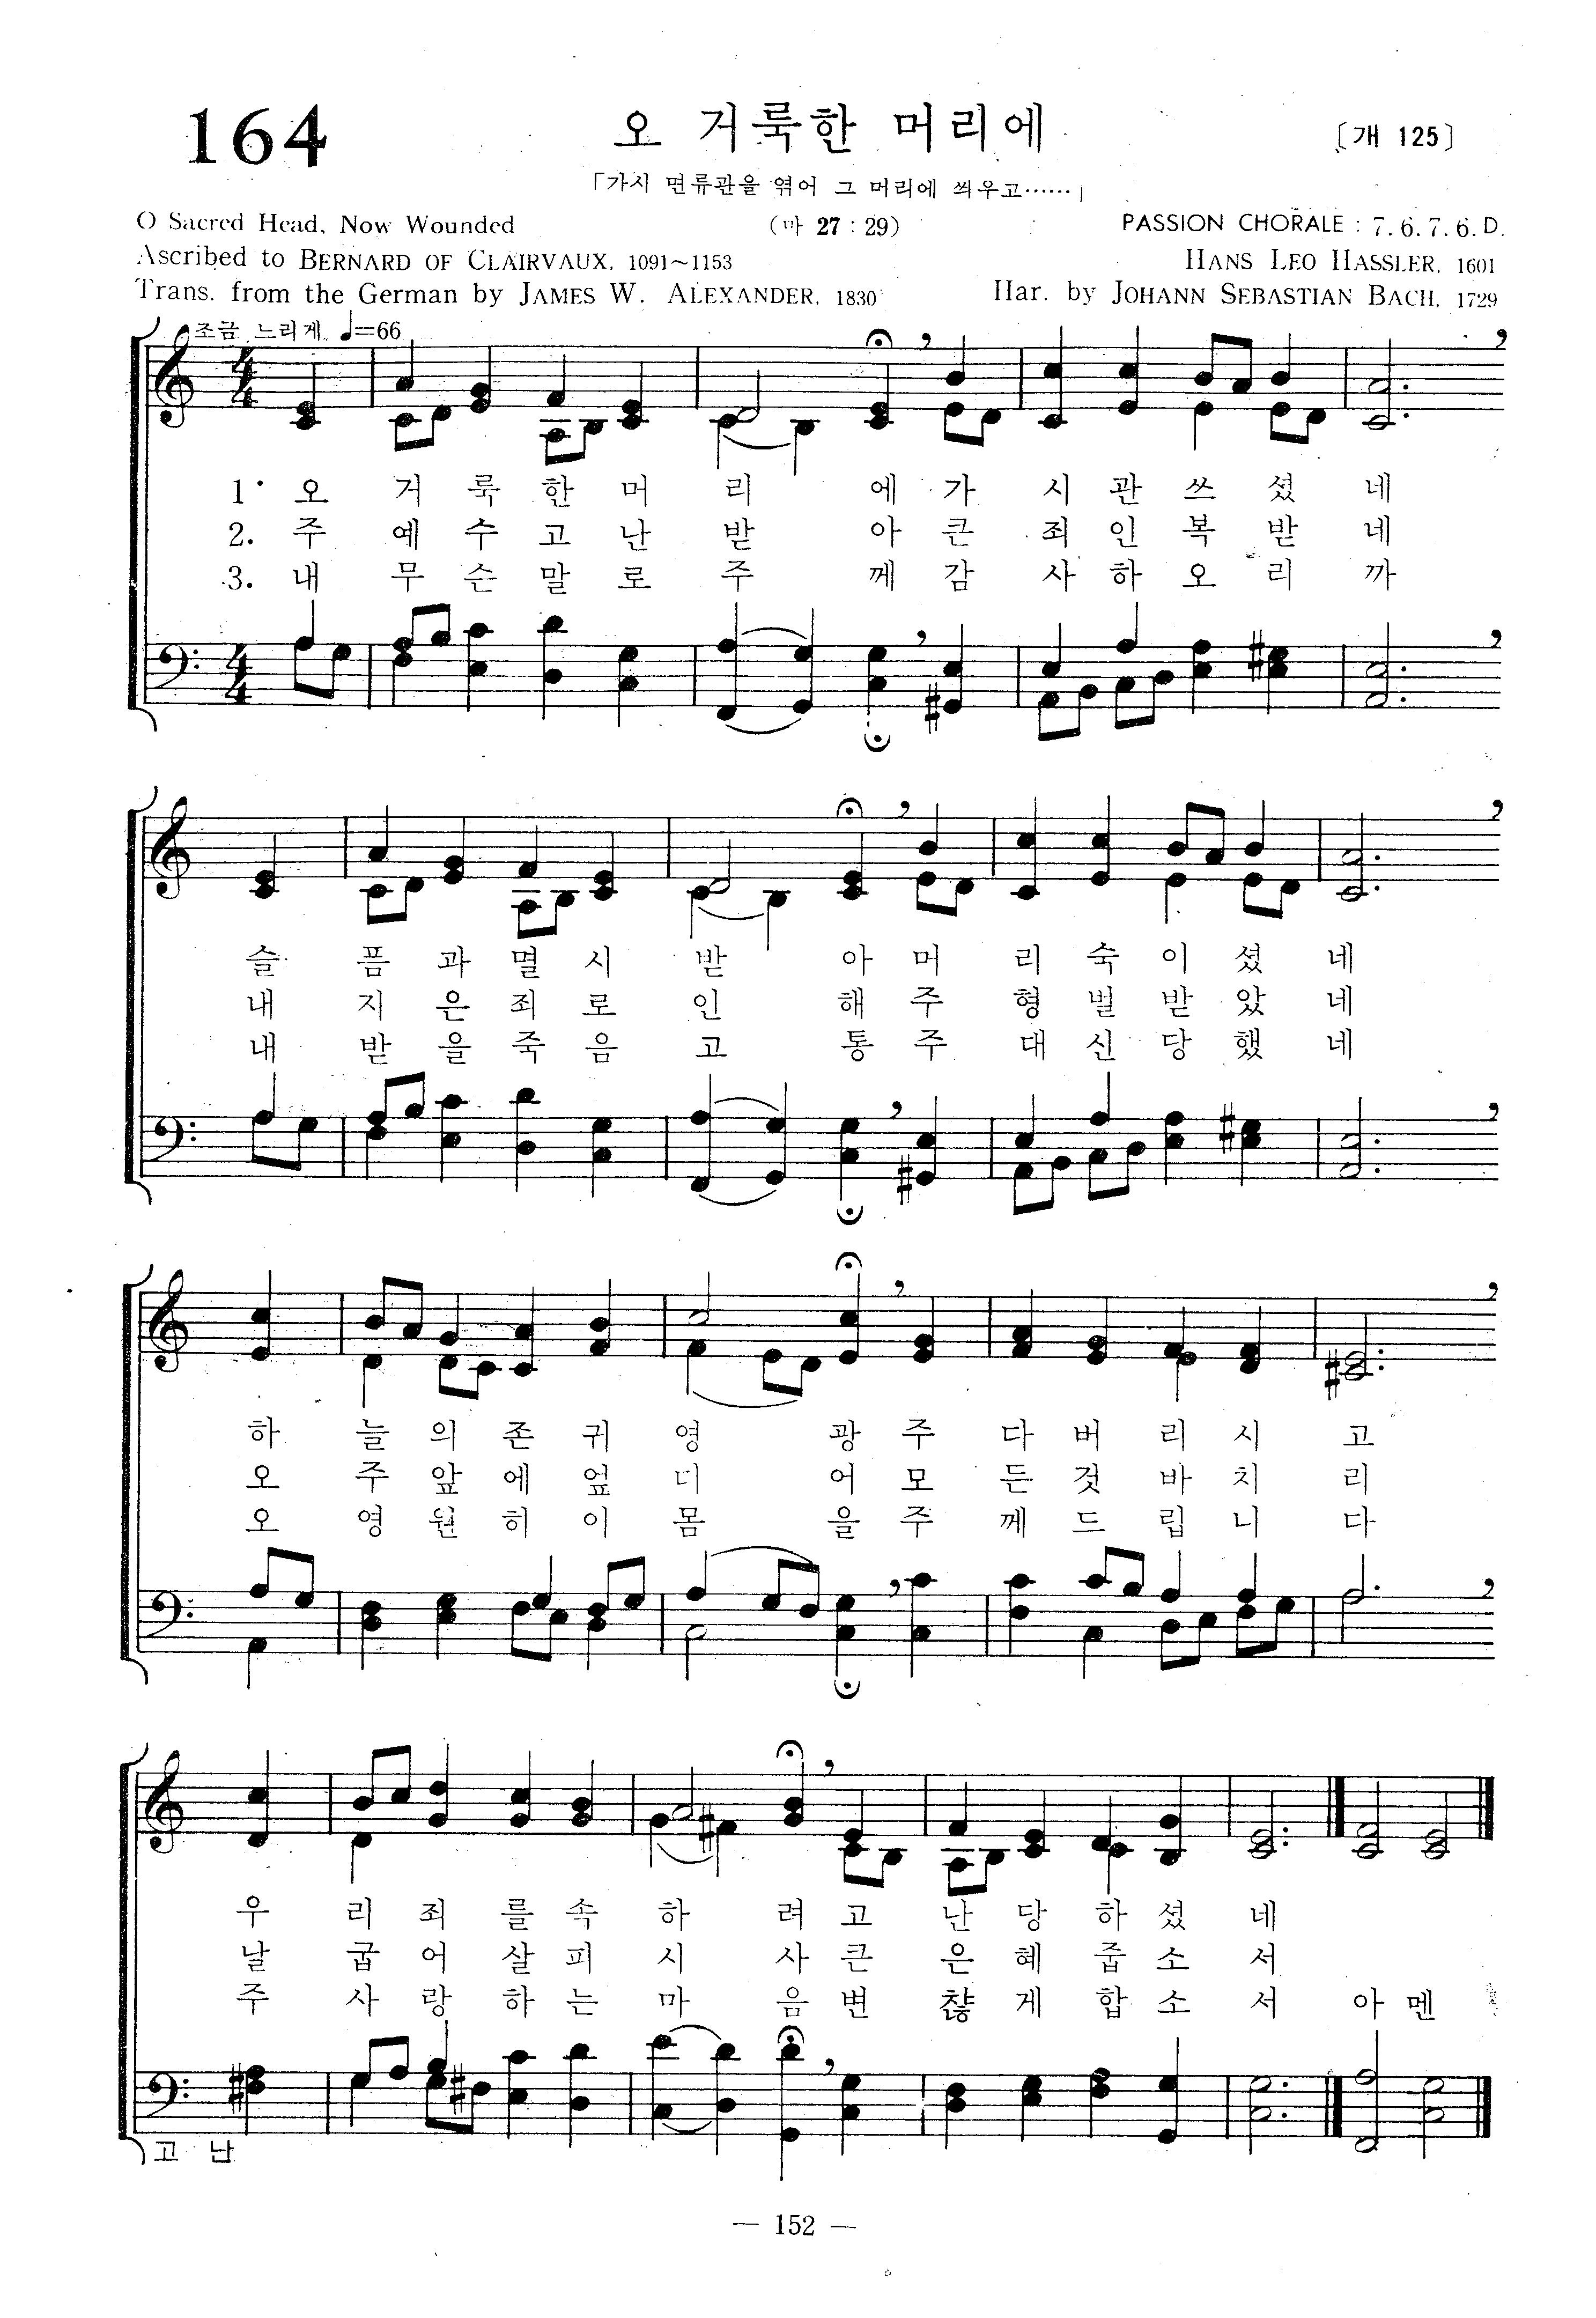 164
오 거룩한 머리에
〔개 125〕
「가시 면류관을 엮어 그 머리에 씌우고……」
O Sacred Head, Now Wounded
(마 27 : 29)
PASSION CHORALE : 7. 6. 7. 6. D.
Ascribed to BERNARD OF CLAIRVAUX, 1091~1153
HANS LEO HASSLER, 1601
Trans. from the German by JAMES W. ALEXANDER, 1830
Har. by JOHANN SEBASTIAN BACH, 1729
조금 느리게 ♩=66
1. 오 거 룩 한 머 리 에 가 시 관 쓰 셨 네
2. 주 예 수 고 난 받 아 큰 죄 인 복 받 네
3. 내 무 슨 말 로 주 께 감 사 하 오 리 까
슬 픔 과 멸 시 받 아 머 리 숙 이 셨 네
내 지 은 죄 로 인 해 주 형 벌 받 았 네
내 받 을 죽 음 고 통 주 대 신 당 했 네
하 늘 의 존 귀 영 광 주 다 버 리 시 고
오 주 앞 에 엎 디 어 모 든 것 바 치 리
오 영 원 히 이 몸 을 주 께 드 립 니 다
우 리 죄 를 속 하 려 고 난 당 하 셨 네
날 굽 어 살 피 시 사 큰 은 혜 줍 소 서
주 사 랑 하 는 마 음 변 찮 게 합 소 서 아 멘
고 난
— 152 —